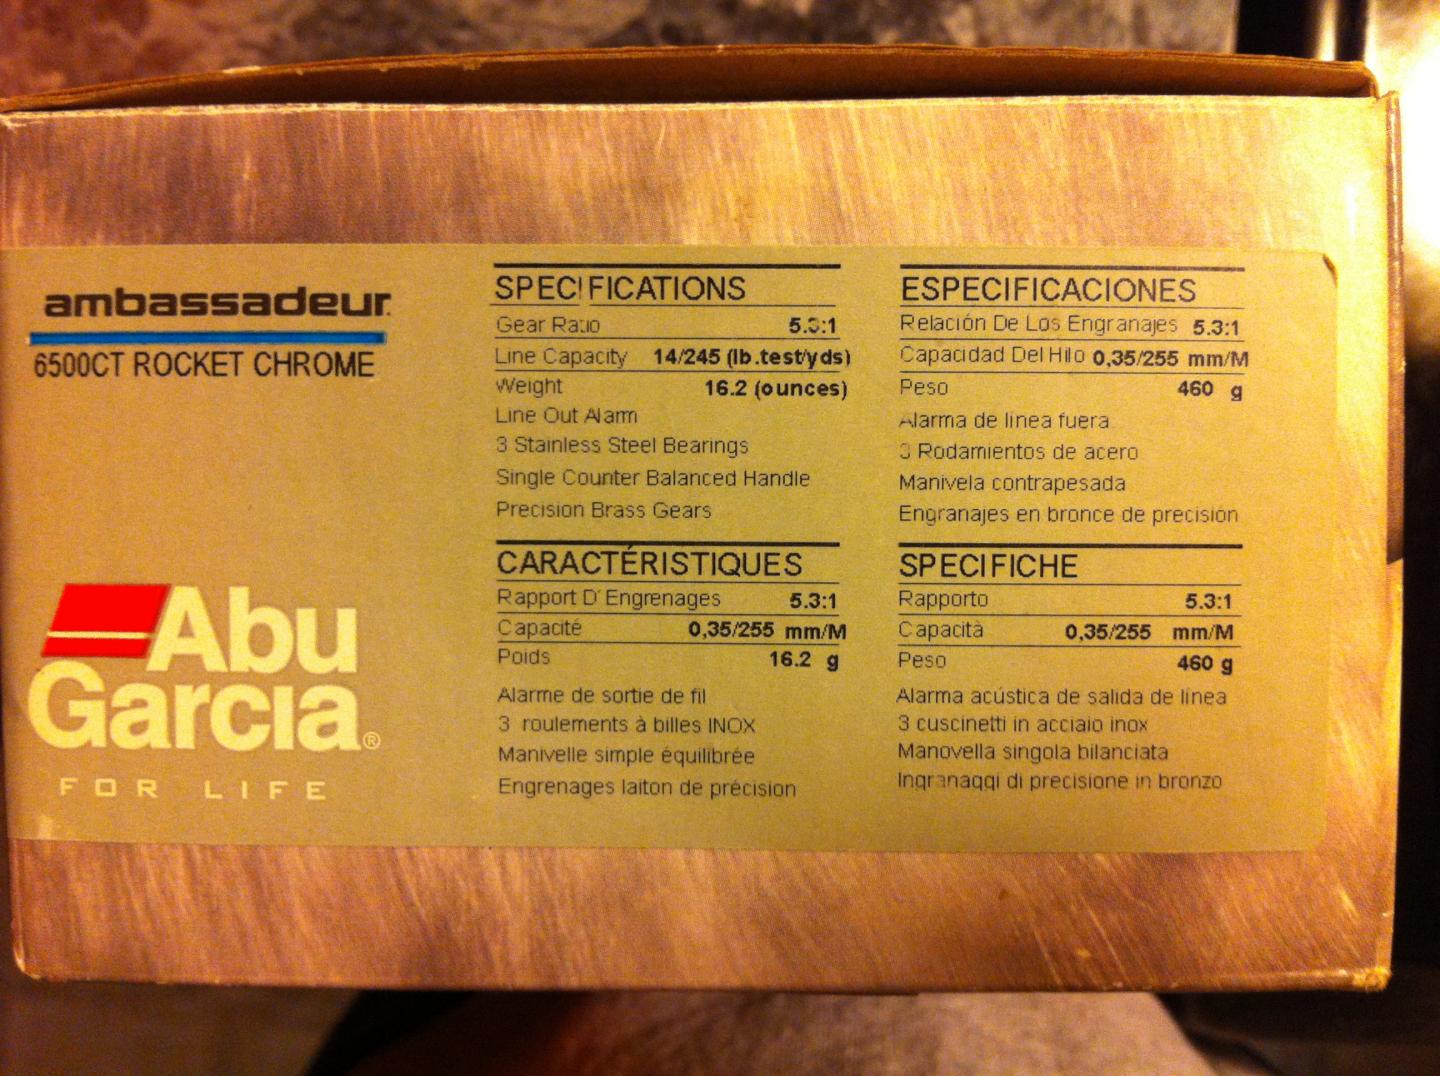 ambassadeur
6500CT ROCKET CHROME
Abu
Garcia®
FOR LIFE
SPECIFICATIONS
Gear Ratio 5.3:1
Line Capacity 14/245 (lb.test/yds)
Weight 16.2 (ounces)
Line Out Alarm
3 Stainless Steel Bearings
Single Counter Balanced Handle
Precision Brass Gears
ESPECIFICACIONES
Relación De Los Engranajes 5.3:1
Capacidad Del Hilo 0,35/255 mm/M
Peso 460 g
Alarma de linea fuera
3 Rodamientos de acero
Manivela contrapesada
Engranajes en bronce de precisión
CARACTÉRISTIQUES
Rapport D'Engrenages 5.3:1
Capacité 0,35/255 mm/M
Poids 16.2 g
Alarme de sortie de fil
3 roulements à billes INOX
Manivelle simple équilibrée
Engrenages laiton de précision
SPECIFICHE
Rapporto 5.3:1
Capacità 0,35/255 mm/M
Peso 460 g
Alarma acústica de salida de línea
3 cuscinetti in acciaio inox
Manovella singola bilanciata
Ingranaggi di precisione in bronzo